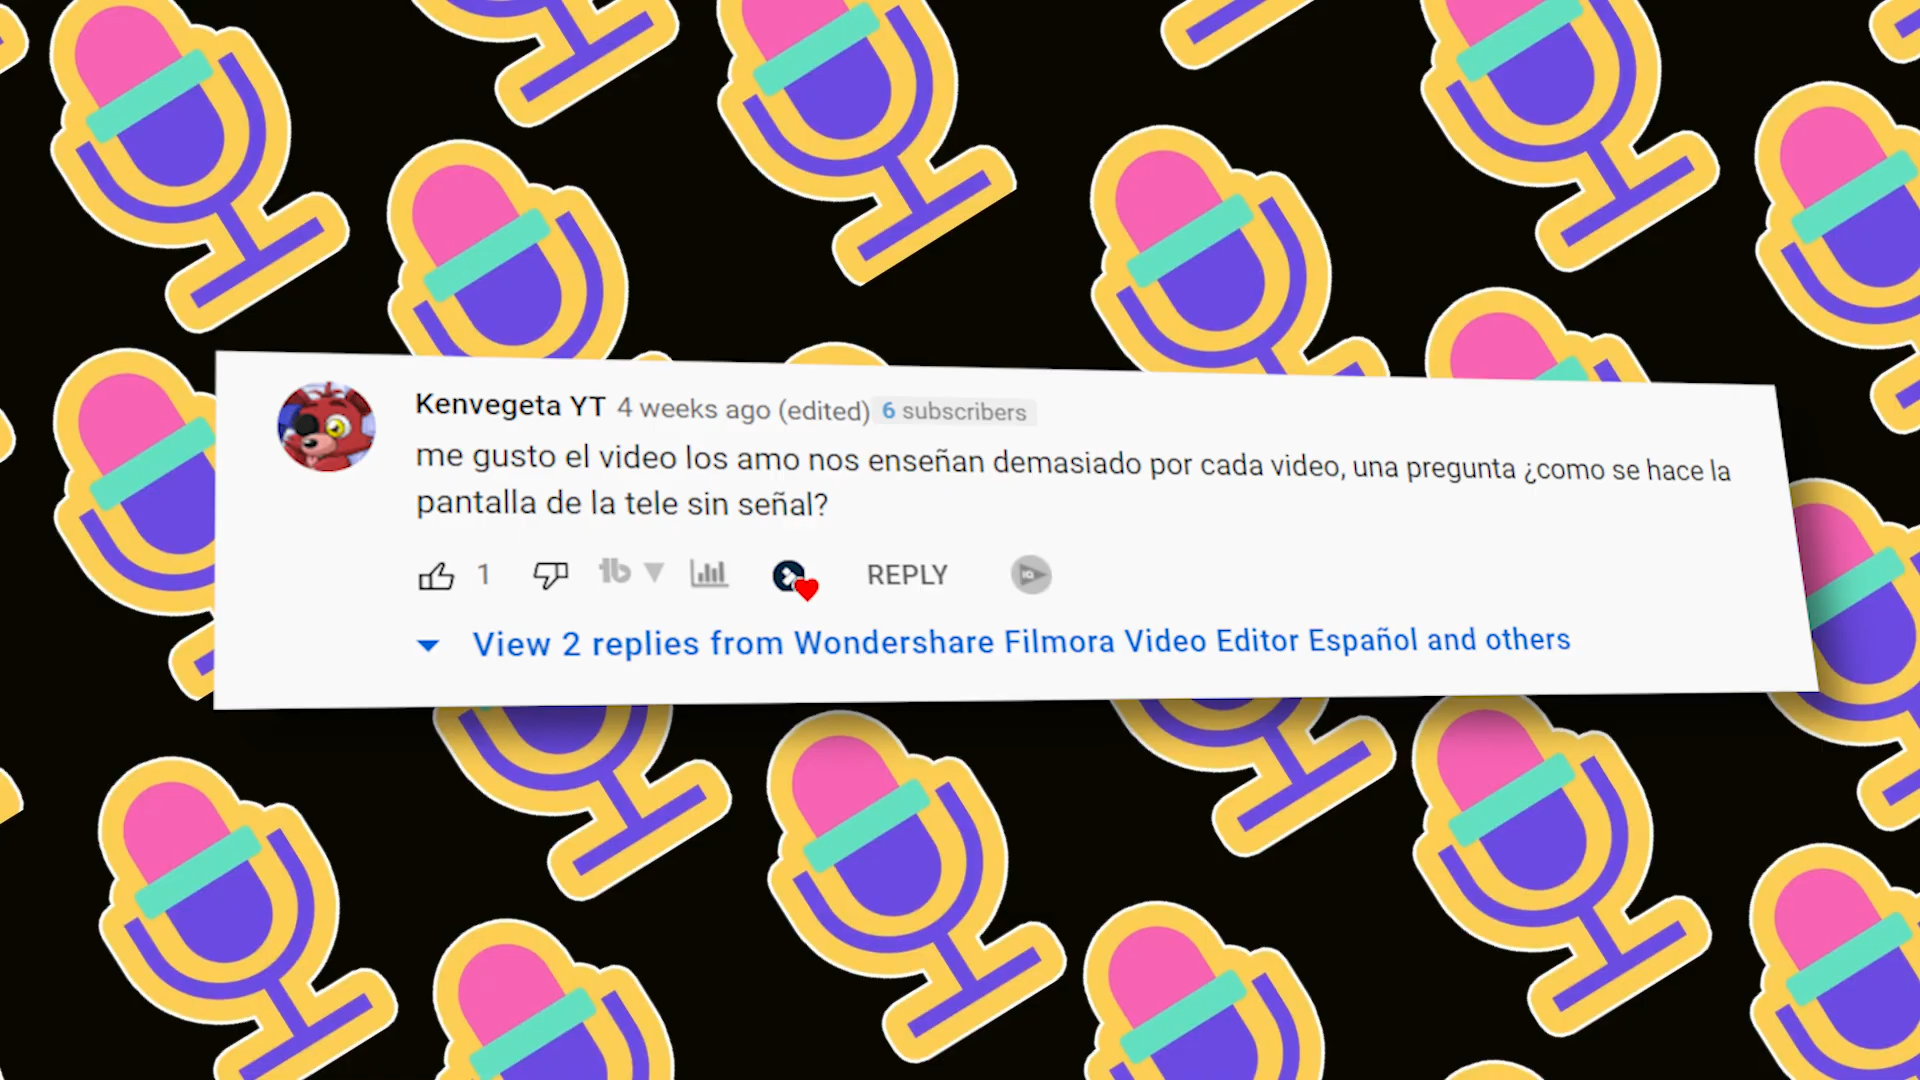 Kenvegeta YT 4 weeks ago (edited) 6 subscribers
me gusto el video los amo nos enseñan demasiado por cada video, una pregunta ¿como se hace la
pantalla de la tele sin señal?
1 tb REPLY IQ
View 2 replies from Wondershare Filmora Video Editor Español and others